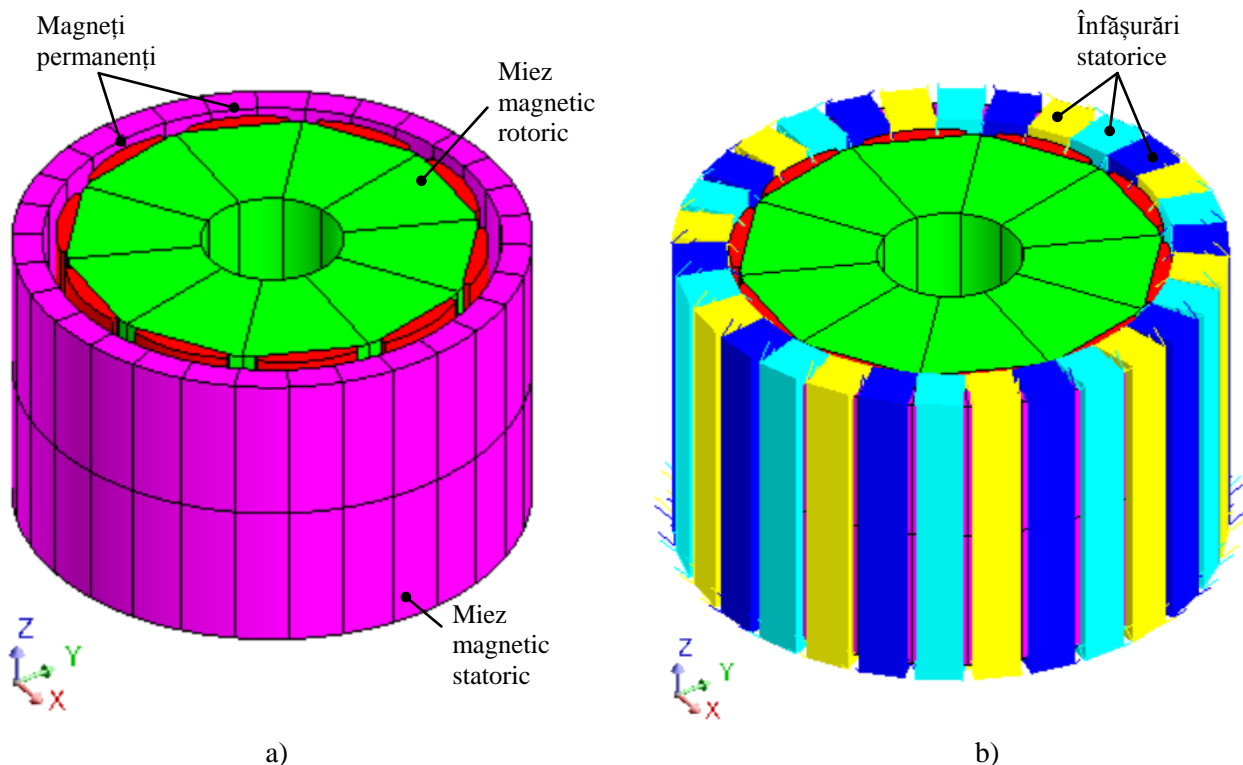 Magneți
permanenți
Miez
magnetic
rotoric
Miez
magnetic
statoric
Z
Y
X
a)
Înfășurări
statorice
Z
Y
X
b)